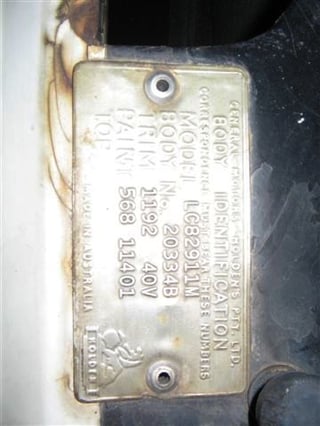 GENERAL MOTORS - HOLDEN'S PTY. LTD.
BODY IDENTIFICATION
CORRESPONDENCE MUST BEAR THESE NUMBERS
MODEL LC82911M
BODY No. 20334B
TRIM 1192 40V
PAINT 568 11401
TOP
MADE IN AUSTRALIA
HOLDEN